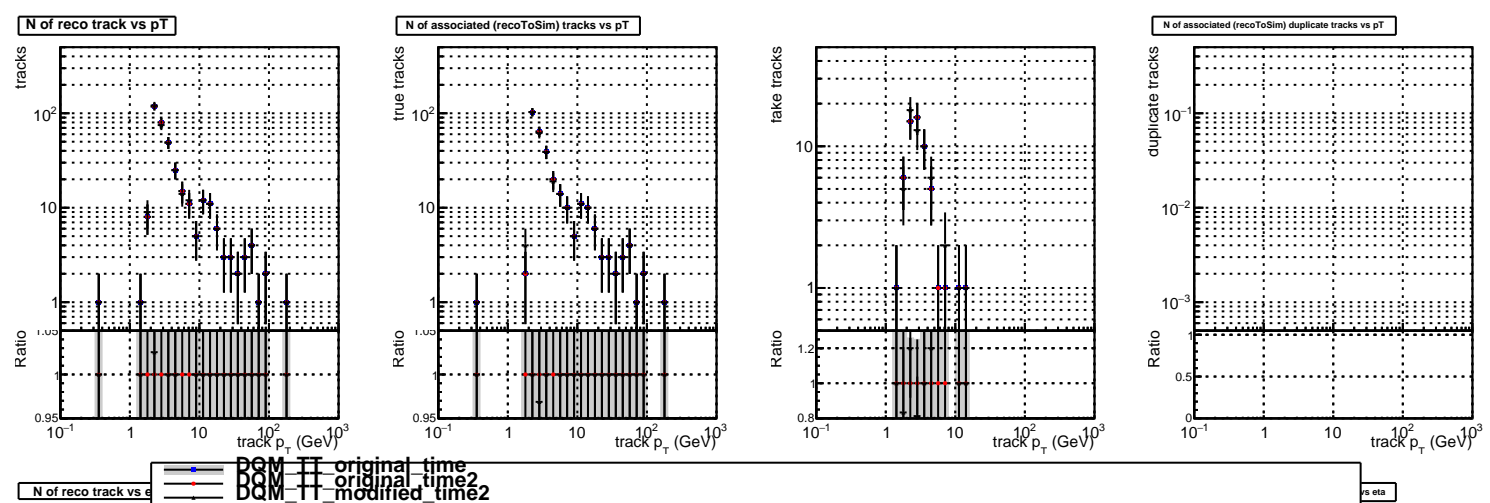 N of reco track vs pT
N of associated (recoToSim) tracks vs pT
N of associated (recoToSim) duplicate tracks vs pT
tracks
10²
10
1
1.05
Ratio
1
0.95
10⁻¹ 1 10 10² 10³
track p_T (GeV)
true tracks
10²
10
1
1.05
Ratio
1
0.95
10⁻¹ 1 10 10² 10³
track p_T (GeV)
fake tracks
10
1
Ratio
1.2
1
0.8
10⁻¹ 1 10 10² 10³
track p_T (GeV)
duplicate tracks
10⁻¹
10⁻²
10⁻³
Ratio
1
0.5
0
10⁻¹ 1 10 10² 10³
track p_T (GeV)
DQM_TT_original_time
DQM_TT_original_time2
DQM_TT_modified_time2
N of reco track vs e
vs eta